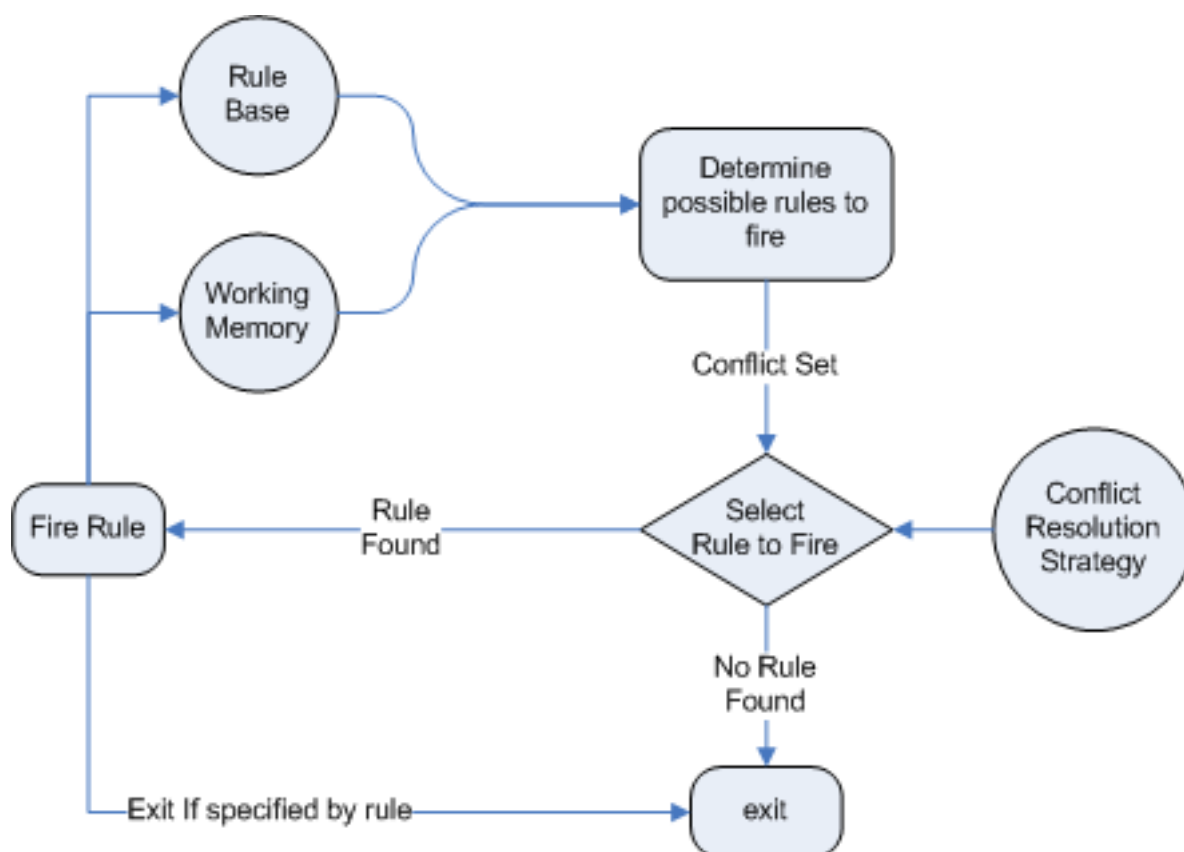 Rule
Base
Determine
possible rules to
fire
Working
Memory
Conflict Set
Conflict
Resolution
Strategy
Select
Rule to Fire
Rule
Found
Fire Rule
No Rule
Found
Exit If specified by rule
exit